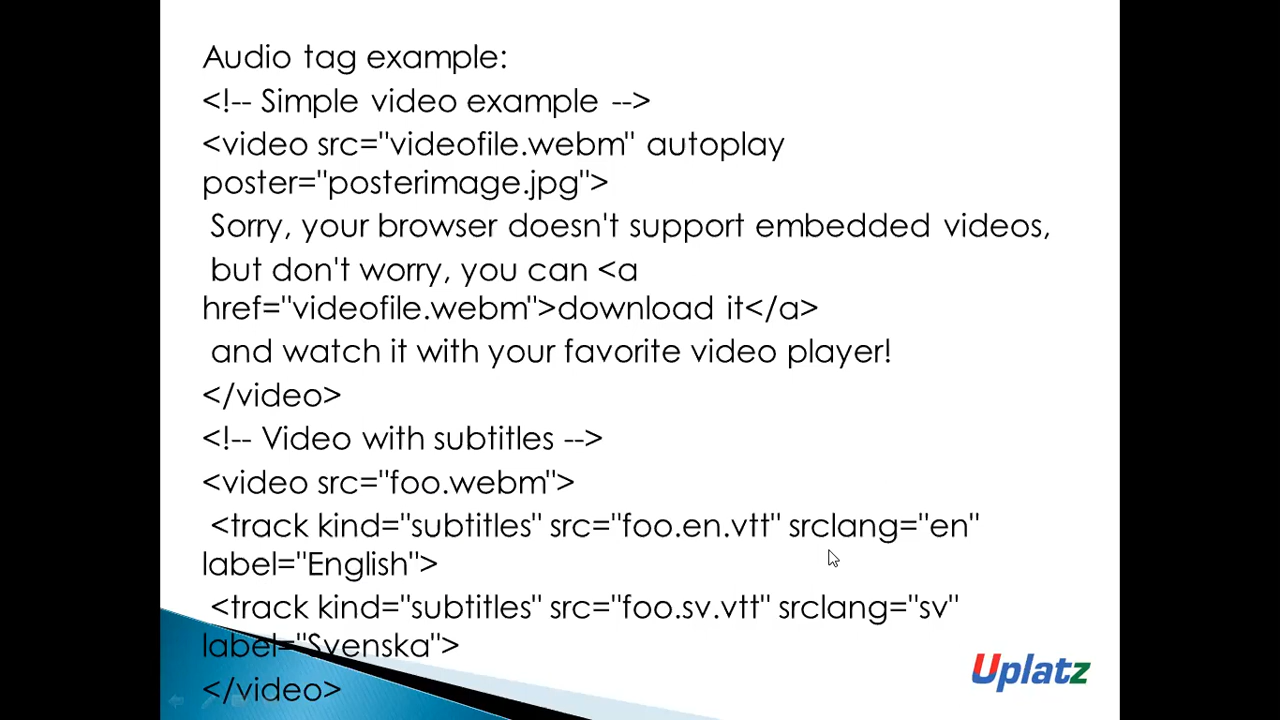 Audio tag example:
<!-- Simple video example -->
<video src="videofile.webm" autoplay
poster="posterimage.jpg">
Sorry, your browser doesn't support embedded videos,
but don't worry, you can <a
href="videofile.webm">download it</a>
and watch it with your favorite video player!
</video>
<!-- Video with subtitles -->
<video src="foo.webm">
<track kind="subtitles" src="foo.en.vtt" srclang="en"
label="English">
<track kind="subtitles" src="foo.sv.vtt" srclang="sv"
label="Svenska">
</video>
Uplatz